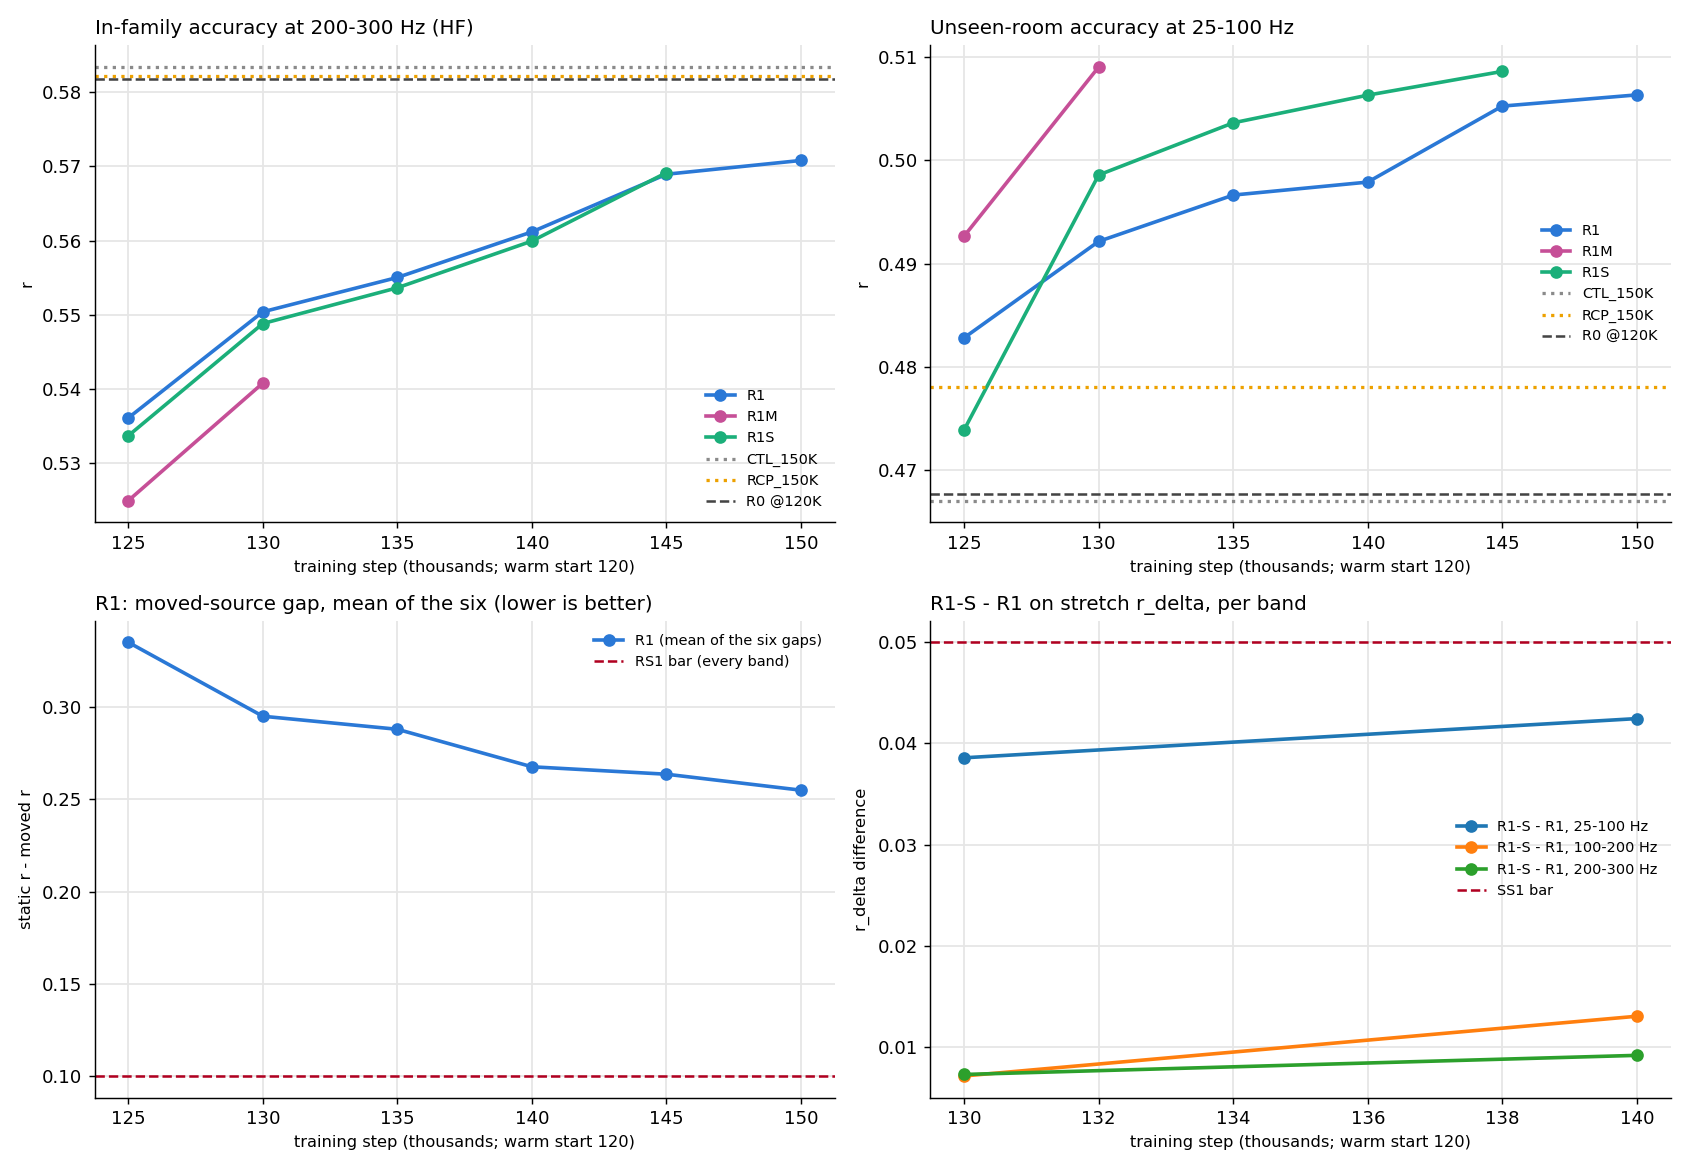 In-family accuracy at 200-300 Hz (HF)
r
0.58
0.57
0.56
0.55
0.54
0.53
125
130
135
140
145
150
training step (thousands; warm start 120)
R1
R1M
R1S
CTL_150K
RCP_150K
R0 @120K
Unseen-room accuracy at 25-100 Hz
r
0.51
0.50
0.49
0.48
0.47
125
130
135
140
145
150
training step (thousands; warm start 120)
R1
R1M
R1S
CTL_150K
RCP_150K
R0 @120K
R1: moved-source gap, mean of the six (lower is better)
static r - moved r
0.30
0.25
0.20
0.15
0.10
125
130
135
140
145
150
training step (thousands; warm start 120)
R1 (mean of the six gaps)
RS1 bar (every band)
R1-S - R1 on stretch r_delta, per band
r_delta difference
0.05
0.04
0.03
0.02
0.01
130
132
134
136
138
140
training step (thousands; warm start 120)
R1-S - R1, 25-100 Hz
R1-S - R1, 100-200 Hz
R1-S - R1, 200-300 Hz
SS1 bar